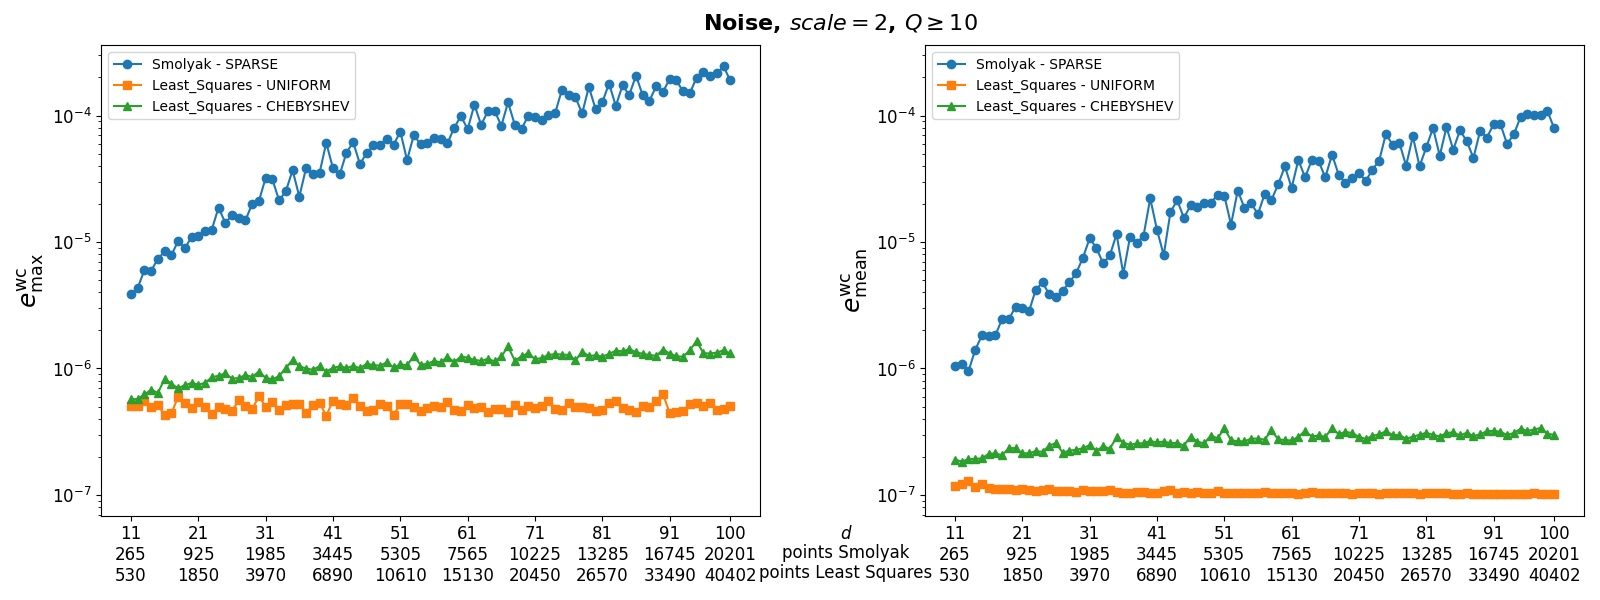 Noise, scale = 2, Q ≥ 10
Smolyak - SPARSE
Least_Squares - UNIFORM
Least_Squares - CHEBYSHEV
10⁻⁴
10⁻⁵
10⁻⁶
10⁻⁷
e^wc_max
11 21 31 41 51 61 71 81 91 100
265 925 1985 3445 5305 7565 10225 13285 16745 20201
530 1850 3970 6890 10610 15130 20450 26570 33490 40402
d
points Smolyak
points Least Squares
Smolyak - SPARSE
Least_Squares - UNIFORM
Least_Squares - CHEBYSHEV
10⁻⁴
10⁻⁵
10⁻⁶
10⁻⁷
e^wc_mean
11 21 31 41 51 61 71 81 91 100
265 925 1985 3445 5305 7565 10225 13285 16745 20201
530 1850 3970 6890 10610 15130 20450 26570 33490 40402